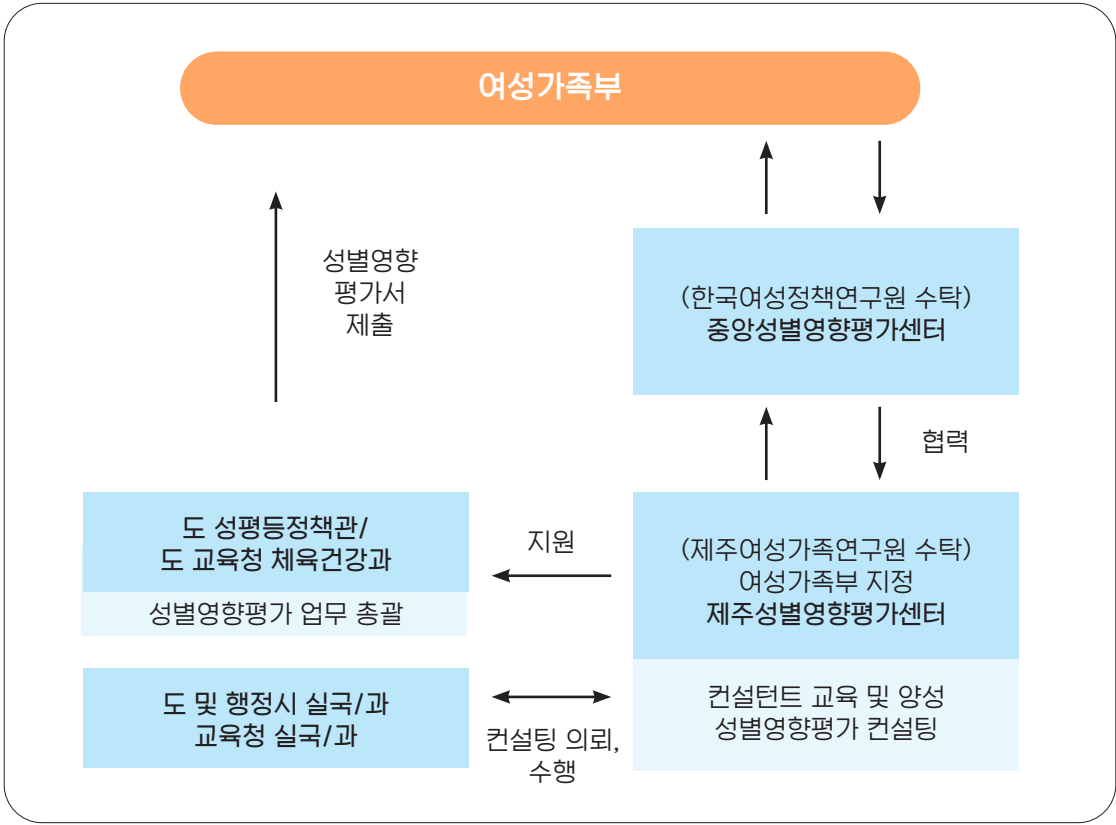 여성가족부
성별영향
평가서
제출
(한국여성정책연구원 수탁)
중앙성별영향평가센터
협력
도 성평등정책관/
도 교육청 체육건강과
성별영향평가 업무 총괄
지원
(제주여성가족연구원 수탁)
여성가족부 지정
제주성별영향평가센터
도 및 행정시 실국/과
교육청 실국/과
컨설팅 의뢰,
수행
컨설턴트 교육 및 양성
성별영향평가 컨설팅